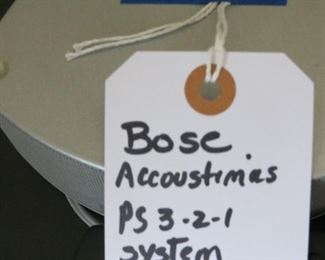 Bose
Accoustimas
PS 3-2-1
system